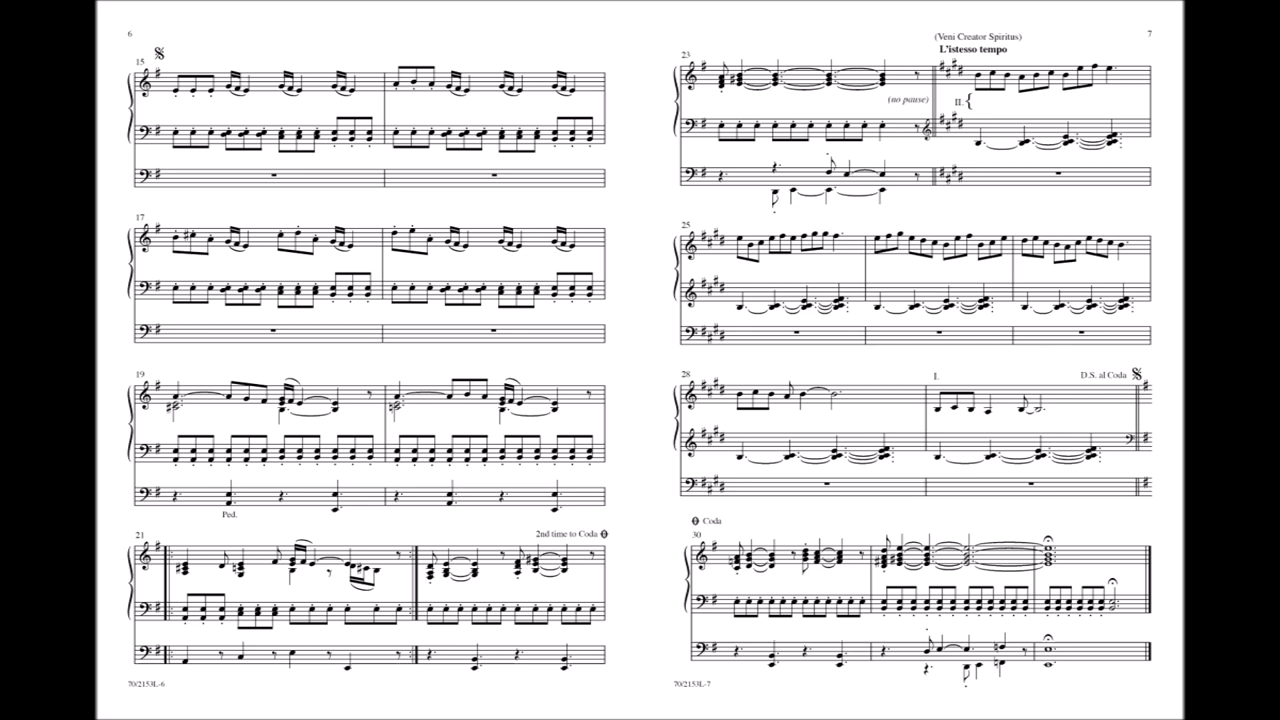 6
15
17
19
Ped.
21
2nd time to Coda
70/2153L-6
(Veni Creator Spiritus)
7
L'istesso tempo
23
(no pause)
II.
25
28
I.
D.S. al Coda
Coda
30
70/2153L-7